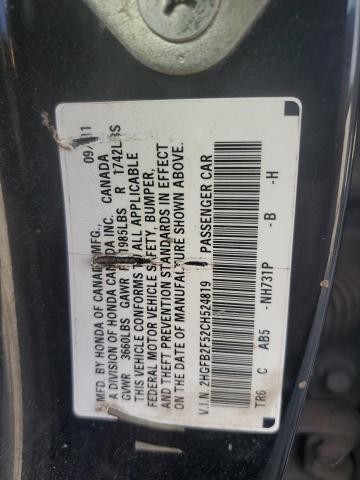 MFD. BY HONDA OF CANADA MFG., 09/11
A DIVISION OF HONDA CANADA INC., CANADA
GVWR 3660LBS GAWR F 1985LBS R 1742LBS
THIS VEHICLE CONFORMS TO ALL APPLICABLE
FEDERAL MOTOR VEHICLE SAFETY, BUMPER,
AND THEFT PREVENTION STANDARDS IN EFFECT
ON THE DATE OF MANUFACTURE SHOWN ABOVE.
V.I.N. 2HGFB2F52CH524819 PASSENGER CAR
TR6 C AB5 -NH731P -B -H